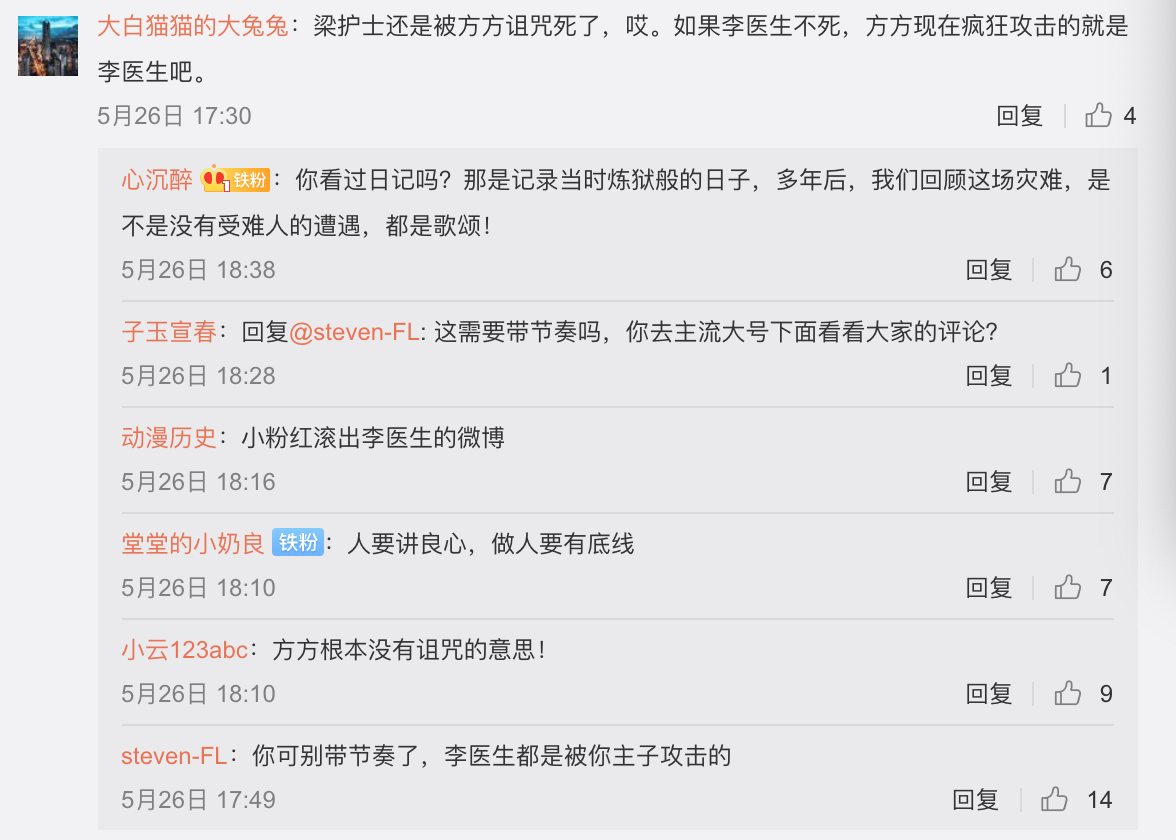 大白猫猫的大兔兔：梁护士还是被方方诅咒死了，哎。如果李医生不死，方方现在疯狂攻击的就是
李医生吧。
5月26日 17:30 回复 4
心沉醉 1 铁粉：你看过日记吗？那是记录当时炼狱般的日子，多年后，我们回顾这场灾难，是
不是没有受难人的遭遇，都是歌颂！
5月26日 18:38 回复 6
子玉宣春：回复@steven-FL: 这需要带节奏吗，你去主流大号下面看看大家的评论？
5月26日 18:28 回复 1
动漫历史：小粉红滚出李医生的微博
5月26日 18:16 回复 7
堂堂的小奶良 铁粉：人要讲良心，做人要有底线
5月26日 18:10 回复 7
小云123abc：方方根本没有诅咒的意思！
5月26日 18:10 回复 9
steven-FL：你可别带节奏了，李医生都是被你主子攻击的
5月26日 17:49 回复 14